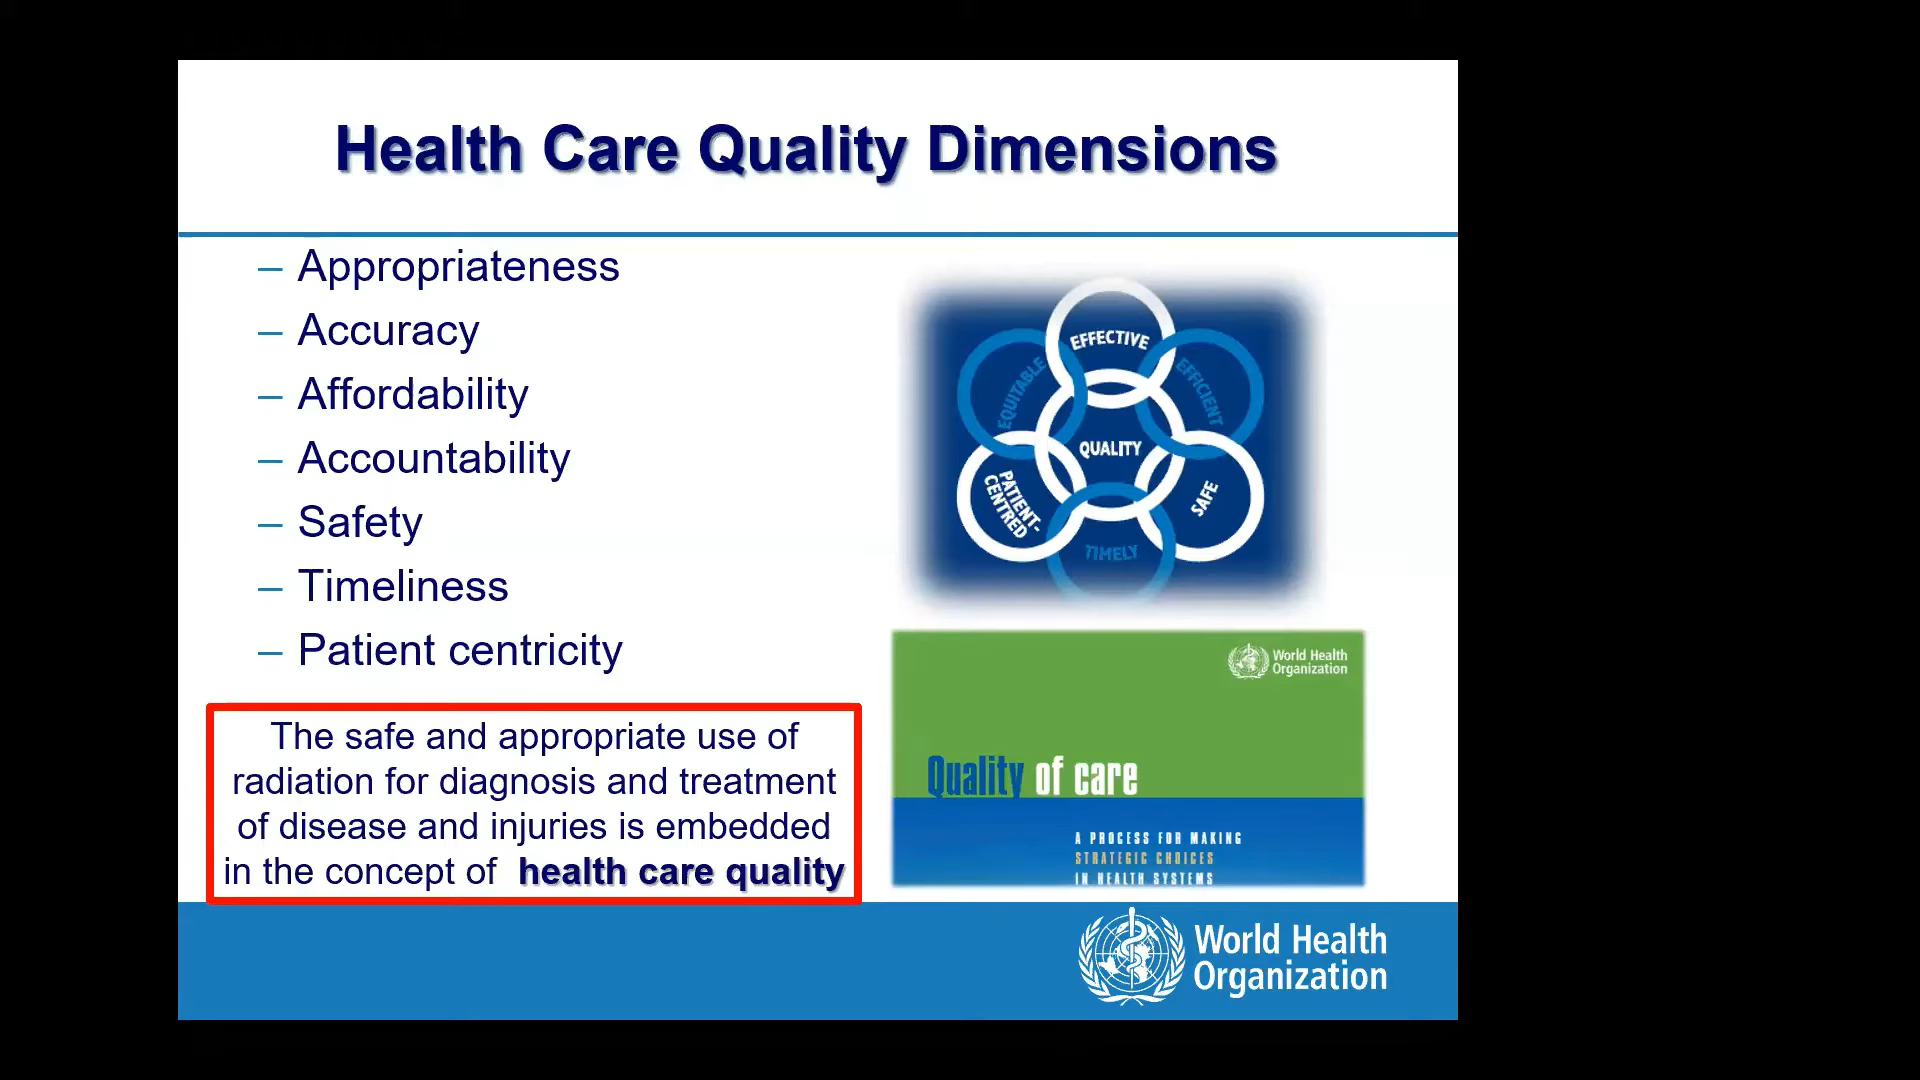 Health Care Quality Dimensions
– Appropriateness
– Accuracy
– Affordability
– Accountability
– Safety
– Timeliness
– Patient centricity
The safe and appropriate use of
radiation for diagnosis and treatment
of disease and injuries is embedded
in the concept of health care quality
EFFECTIVE
EQUITABLE
EFFICIENT
QUALITY
PATIENT-
CENTRED
SAFE
TIMELY
World Health
Organization
Quality of care
A PROCESS FOR MAKING
STRATEGIC CHOICES
IN HEALTH SYSTEMS
World Health
Organization